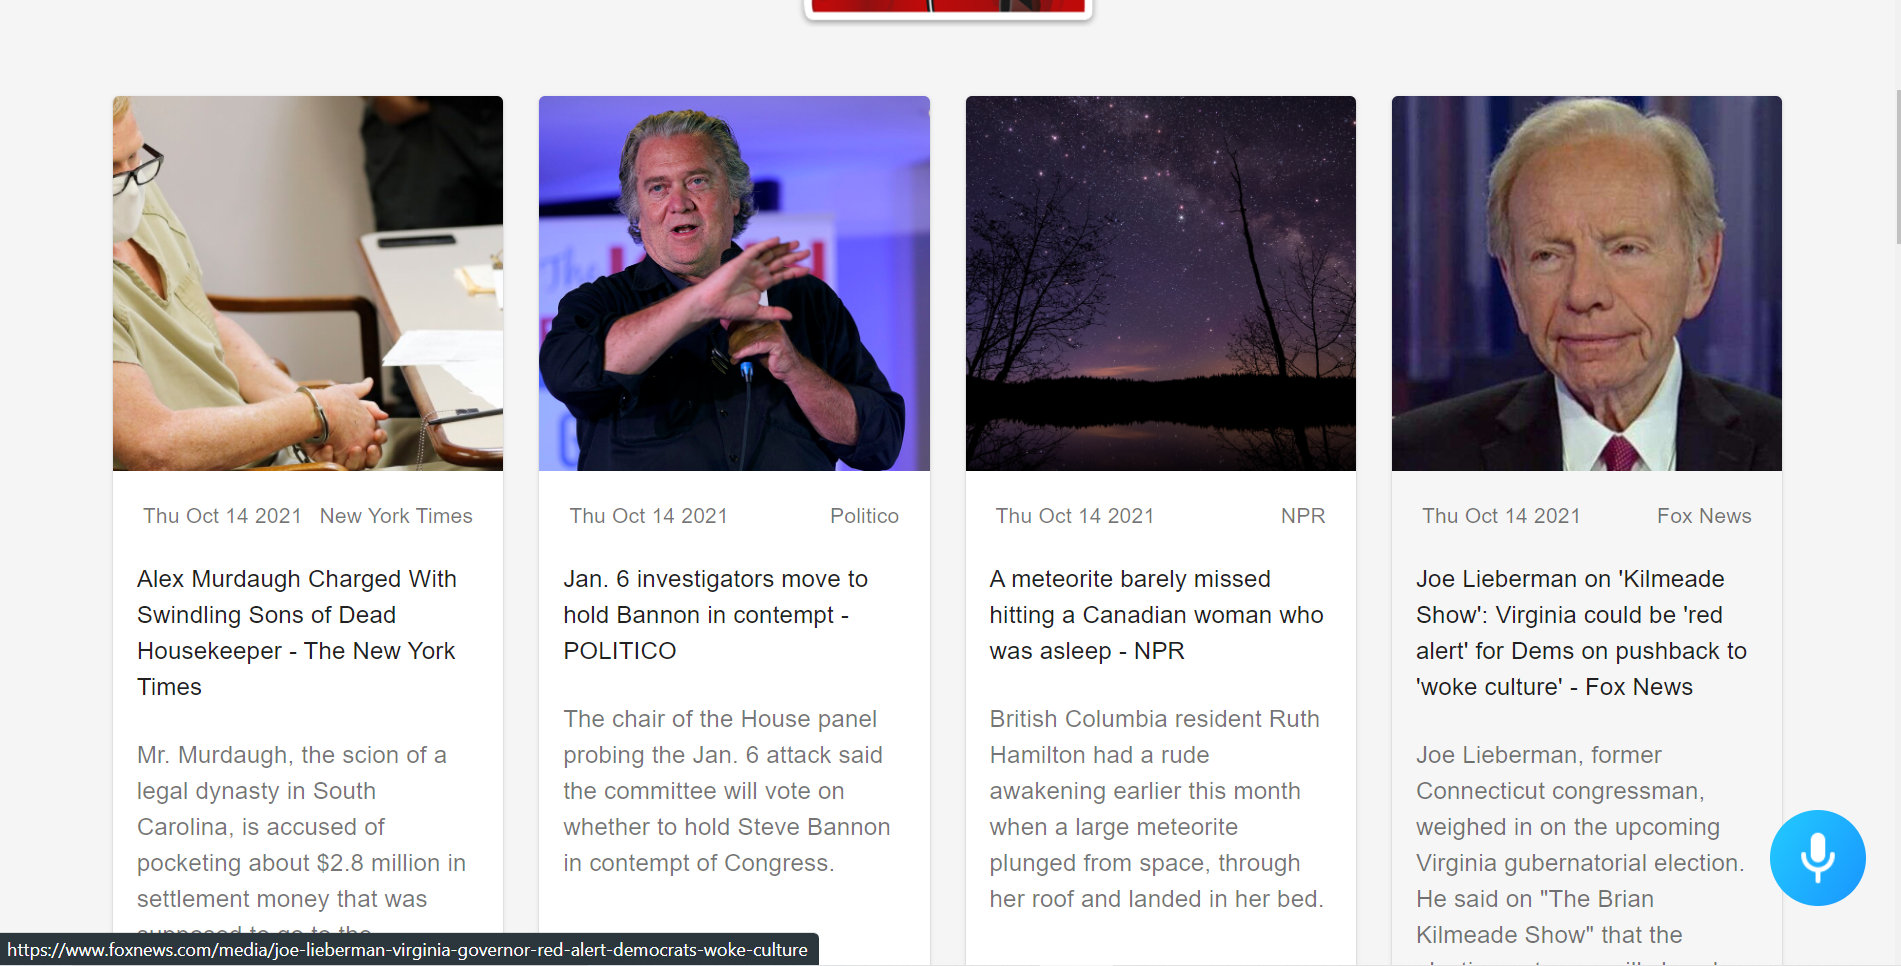 The
Thu Oct 14 2021 New York Times
Alex Murdaugh Charged With
Swindling Sons of Dead
Housekeeper - The New York
Times
Mr. Murdaugh, the scion of a
legal dynasty in South
Carolina, is accused of
pocketing about $2.8 million in
settlement money that was
supposed to go to the
Thu Oct 14 2021 Politico
Jan. 6 investigators move to
hold Bannon in contempt -
POLITICO
The chair of the House panel
probing the Jan. 6 attack said
the committee will vote on
whether to hold Steve Bannon
in contempt of Congress.
Thu Oct 14 2021 NPR
A meteorite barely missed
hitting a Canadian woman who
was asleep - NPR
British Columbia resident Ruth
Hamilton had a rude
awakening earlier this month
when a large meteorite
plunged from space, through
her roof and landed in her bed.
Thu Oct 14 2021 Fox News
Joe Lieberman on 'Kilmeade
Show': Virginia could be 'red
alert' for Dems on pushback to
'woke culture' - Fox News
Joe Lieberman, former
Connecticut congressman,
weighed in on the upcoming
Virginia gubernatorial election.
He said on "The Brian
Kilmeade Show" that the
https://www.foxnews.com/media/joe-lieberman-virginia-governor-red-alert-democrats-woke-culture